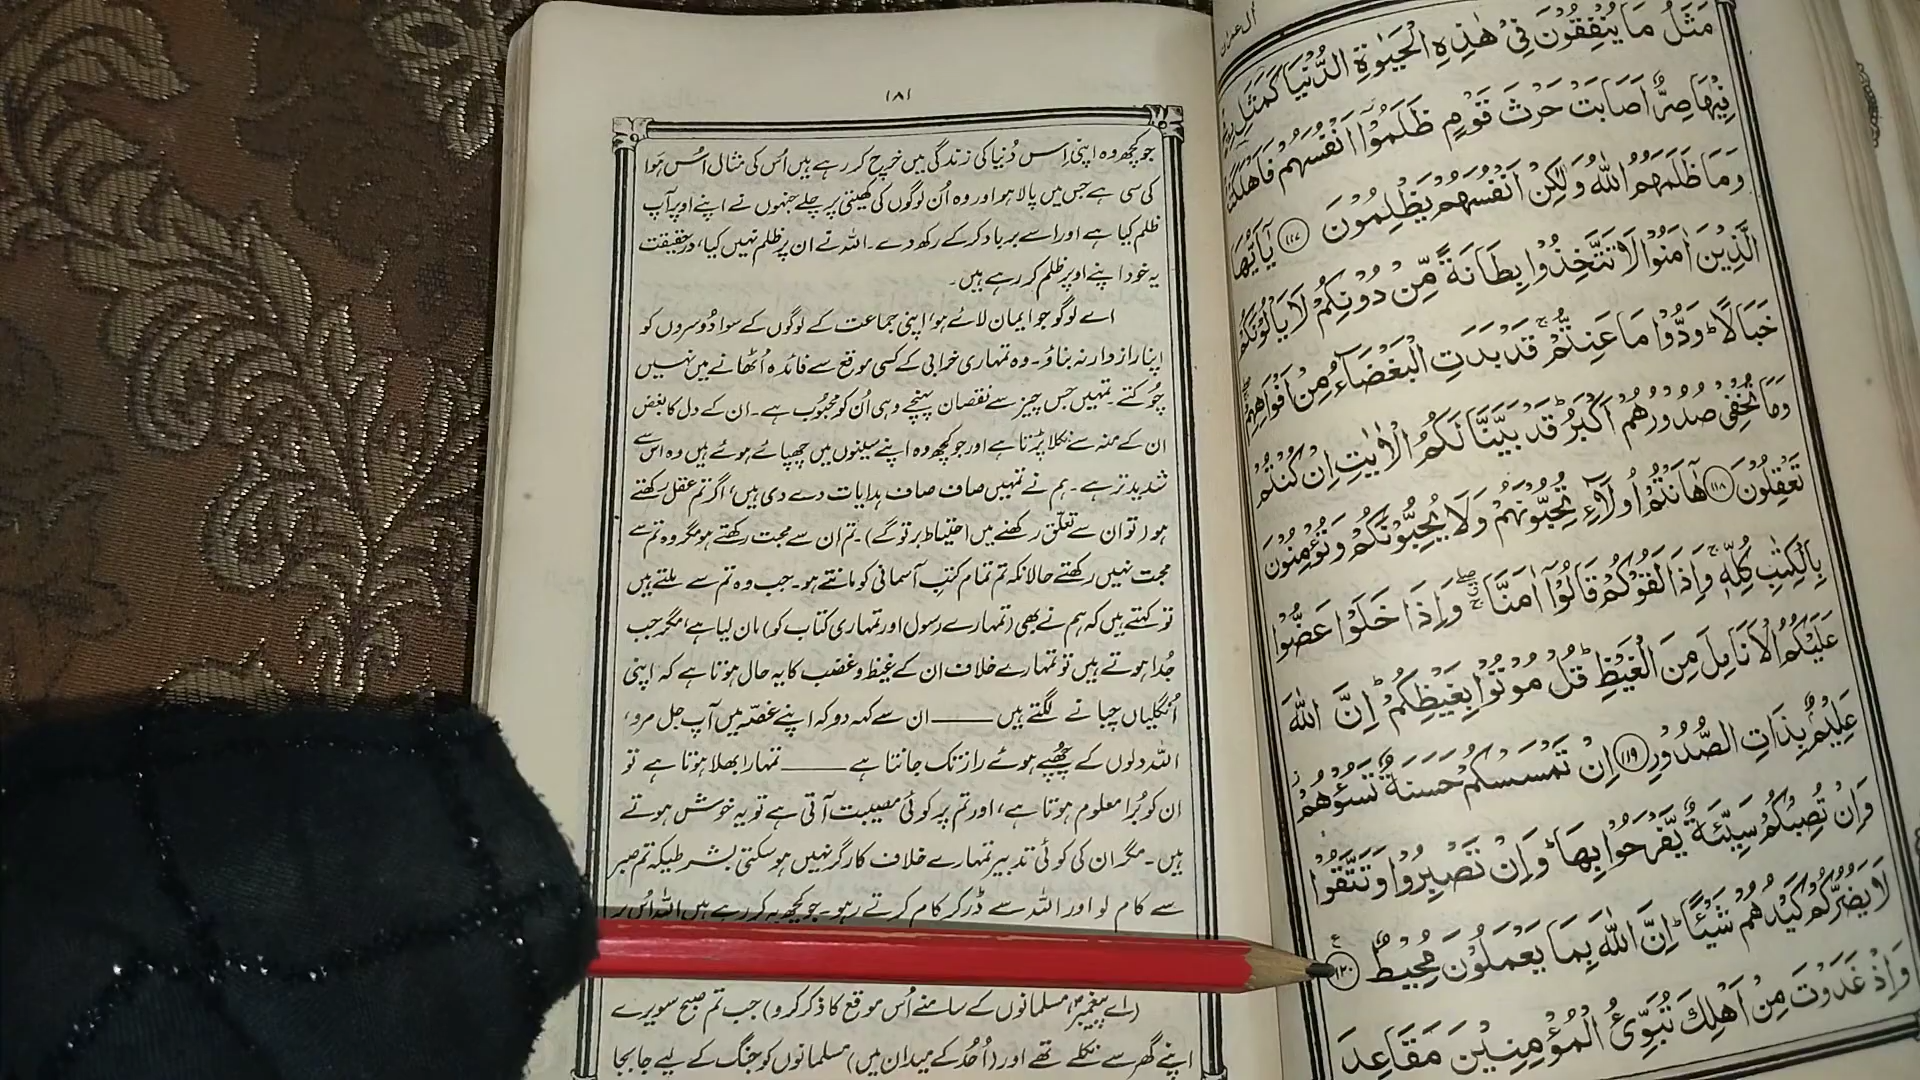 اٰل عمرٰن
مَثَلُ مَا يُنْفِقُوْنَ فِيْ هٰذِهِ الْحَيٰوةِ الدُّنْيَا كَمَثَلِ
فِيْهَا صِرٌّ اَصَابَتْ حَرْثَ قَوْمٍ ظَلَمُوْٓا اَنْفُسَهُمْ فَاَهْلَكَتْهُ
وَمَا ظَلَمَهُمُ اللّٰهُ وَلٰكِنْ اَنْفُسَهُمْ يَظْلِمُوْنَ ﴿۱۱۷﴾ يٰٓاَيُّهَا
الَّذِيْنَ اٰمَنُوْا لَا تَتَّخِذُوْا بِطَانَةً مِّنْ دُوْنِكُمْ لَا يَاْلُوْنَكُمْ
خَبَالًا ؕ وَدُّوْا مَا عَنِتُّمْ ۚ قَدْ بَدَتِ الْبَغْضَآءُ مِنْ اَفْوَاهِهِمْ
وَمَا تُخْفِيْ صُدُوْرُهُمْ اَكْبَرُ ؕ قَدْ بَيَّنَّا لَكُمُ الْاٰيٰتِ اِنْ كُنْتُمْ
تَعْقِلُوْنَ ﴿۱۱۸﴾ هٰٓاَنْتُمْ اُولَآءِ تُحِبُّوْنَهُمْ وَلَا يُحِبُّوْنَكُمْ وَتُؤْمِنُوْنَ
بِالْكِتٰبِ كُلِّهٖ ۚ وَاِذَا لَقُوْكُمْ قَالُوْٓا اٰمَنَّا ۖۚ وَاِذَا خَلَوْا عَضُّوْا
عَلَيْكُمُ الْاَنَامِلَ مِنَ الْغَيْظِ ؕ قُلْ مُوْتُوْا بِغَيْظِكُمْ ؕ اِنَّ اللّٰهَ
عَلِيْمٌۢ بِذَاتِ الصُّدُوْرِ ﴿۱۱۹﴾ اِنْ تَمْسَسْكُمْ حَسَنَةٌ تَسُؤْهُمْ ز
وَاِنْ تُصِبْكُمْ سَيِّئَةٌ يَّفْرَحُوْا بِهَا ؕ وَاِنْ تَصْبِرُوْا وَتَتَّقُوْا
لَا يَضُرُّكُمْ كَيْدُهُمْ شَيْئًا ؕ اِنَّ اللّٰهَ بِمَا يَعْمَلُوْنَ مُحِيْطٌ ﴿۱۲۰﴾ ع
وَاِذْ غَدَوْتَ مِنْ اَهْلِكَ تُبَوِّئُ الْمُؤْمِنِيْنَ مَقَاعِدَ
۱۸۱
جو کچھ وہ اپنی اِس دُنیا کی زندگی میں خرچ کر رہے ہیں اُس کی مثال اُس ہوا
کی سی ہے جس میں پالا ہو اور وہ اُن لوگوں کی کھیتی پر چلے جنہوں نے اپنے اوپر آپ
ظلم کیا ہے اور اسے برباد کر کے رکھ دے۔ اللہ نے ان پر ظلم نہیں کیا، درحقیقت
یہ خود اپنے اوپر ظلم کر رہے ہیں۔
اے لوگو جو ایمان لائے ہو، اپنی جماعت کے لوگوں کے سوا دُوسروں کو
اپنا راز دار نہ بناؤ۔ وہ تمہاری خرابی کے کسی موقع سے فائدہ اُٹھانے میں نہیں
چُوکتے۔ تمہیں جس چیز سے نقصان پہنچے وہی اُن کو محبُوب ہے۔ ان کے دل کا بغض
ان کے منہ سے نکلا پڑتا ہے اور جو کچھ وہ اپنے سینوں میں چھپائے ہوئے ہیں وہ اس سے
شدید تر ہے۔ ہم نے تمہیں صاف صاف ہدایات دے دی ہیں، اگر تم عقل رکھتے
ہو (تو ان سے تعلّق رکھنے میں احتیاط برتو گے)۔ تم ان سے محبت رکھتے ہو مگر وہ تم سے
محبت نہیں رکھتے حالانکہ تم تمام کتبِ آسمانی کو مانتے ہو۔ جب وہ تم سے ملتے ہیں
تو کہتے ہیں کہ ہم نے بھی (تمہارے رسول اور تمہاری کتاب کو) مان لیا ہے، مگر جب
جُدا ہوتے ہیں تو تمہارے خلاف ان کے غیظ و غضب کا یہ حال ہوتا ہے کہ اپنی
اُنگلیاں چبانے لگتے ہیں ــــــ ان سے کہہ دو کہ اپنے غصّہ میں آپ جل مرو،
اللہ دلوں کے چھُپے ہوئے راز تک جانتا ہے ــــــ تمہارا بھلا ہوتا ہے تو
ان کو بُرا معلوم ہوتا ہے، اور تم پر کوئی مصیبت آتی ہے تو یہ خوش ہوتے
ہیں۔ مگر ان کی کوئی تدبیر تمہارے خلاف کارگر نہیں ہو سکتی بشرطیکہ تم صبر
سے کام لو اور اللہ سے ڈر کر کام کرتے رہو۔ جو کچھ یہ کر رہے ہیں اللہ اُس
(اے پیغمبرؐ، مسلمانوں کے سامنے اُس موقع کا ذکر کرو) جب تم صبح سویرے
اپنے گھر سے نکلے تھے اور (اُحُد کے میدان میں) مسلمانوں کو جنگ کے لیے جا بجا